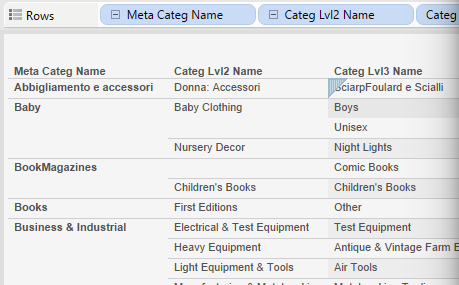 Rows Meta Categ Name Categ Lvl2 Name Categ
Meta Categ Name Categ Lvl2 Name Categ Lvl3 Name
Abbigliamento e accessori Donna: Accessori SciarpFoulard e Scialli
Baby Baby Clothing Boys
Unisex
Nursery Decor Night Lights
BookMagazines Comic Books
Children's Books Children's Books
Books First Editions Other
Business & Industrial Electrical & Test Equipment Test Equipment
Heavy Equipment Antique & Vintage Farm E
Light Equipment & Tools Air Tools